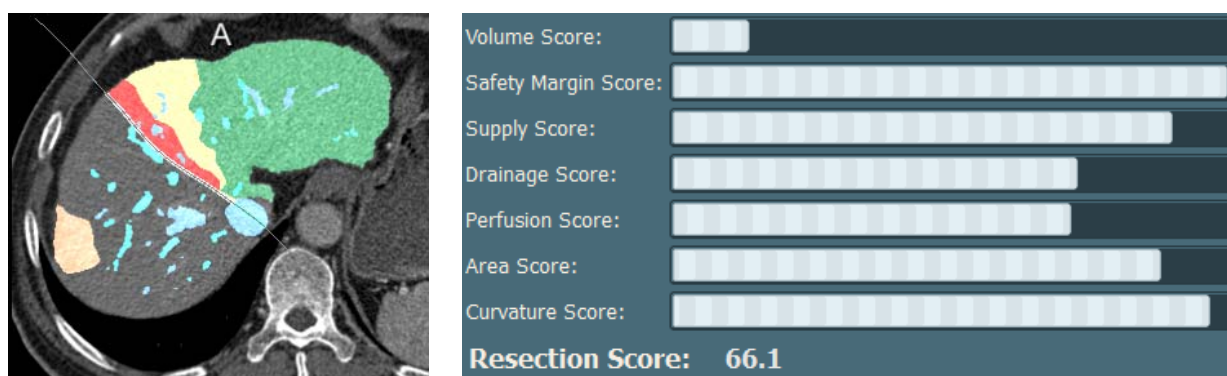 A
Volume Score:
Safety Margin Score:
Supply Score:
Drainage Score:
Perfusion Score:
Area Score:
Curvature Score:
Resection Score: 66.1